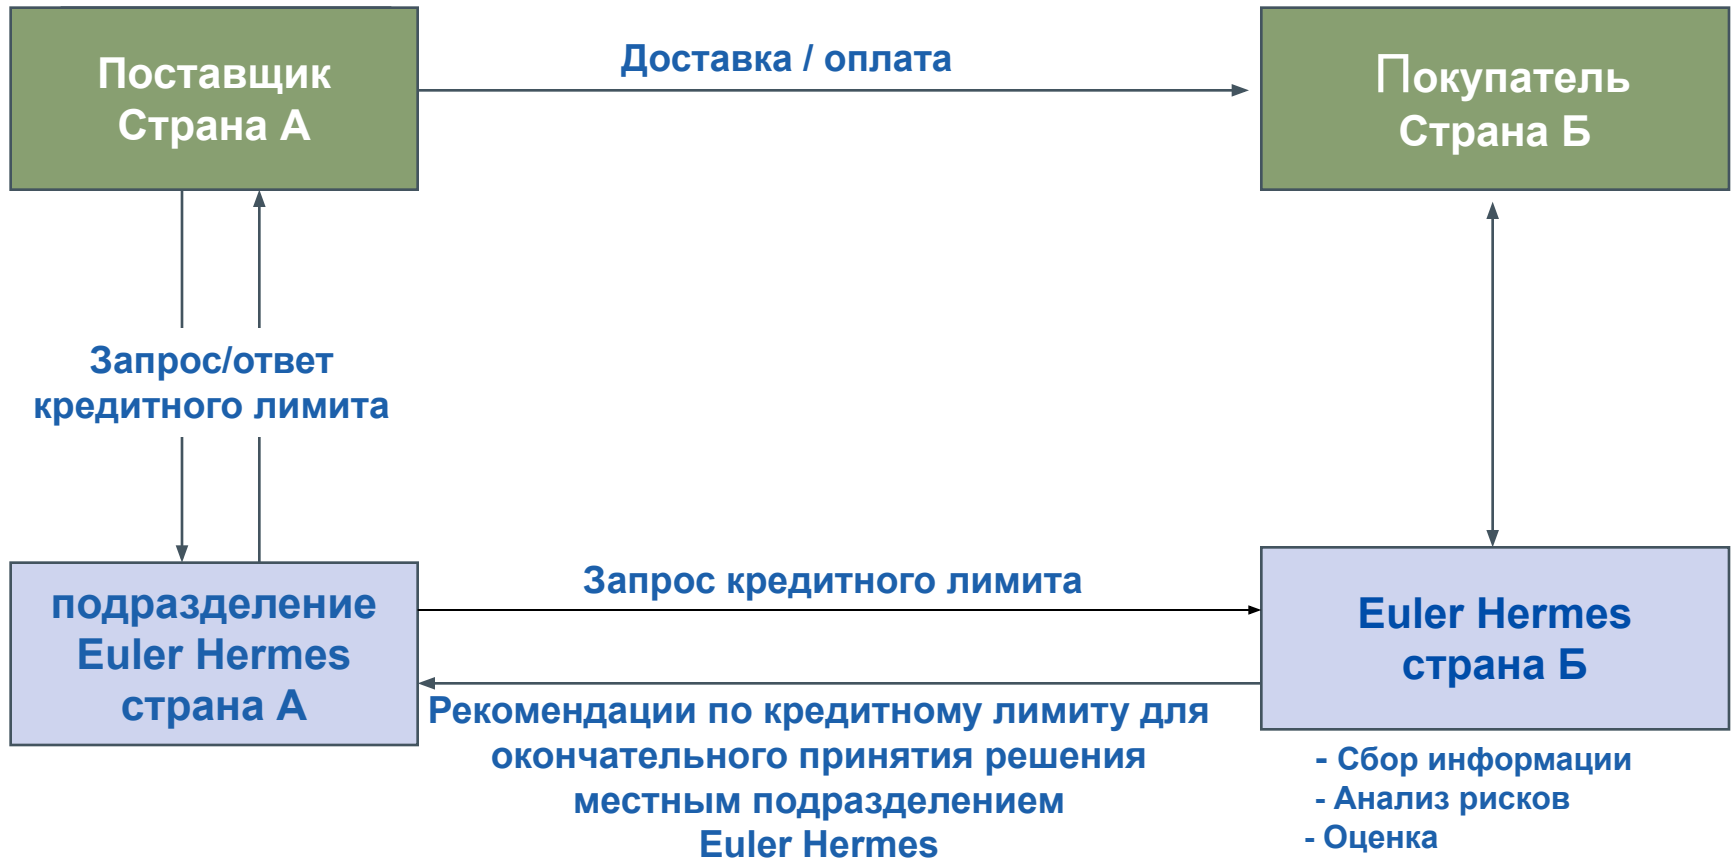 Поставщик
Страна А
Доставка / оплата
Покупатель
Страна Б
Запрос/ответ
кредитного лимита
подразделение
Euler Hermes
страна А
Запрос кредитного лимита
Euler Hermes
страна Б
Рекомендации по кредитному лимиту для
окончательного принятия решения
местным подразделением
Euler Hermes
- Сбор информации
- Анализ рисков
- Оценка